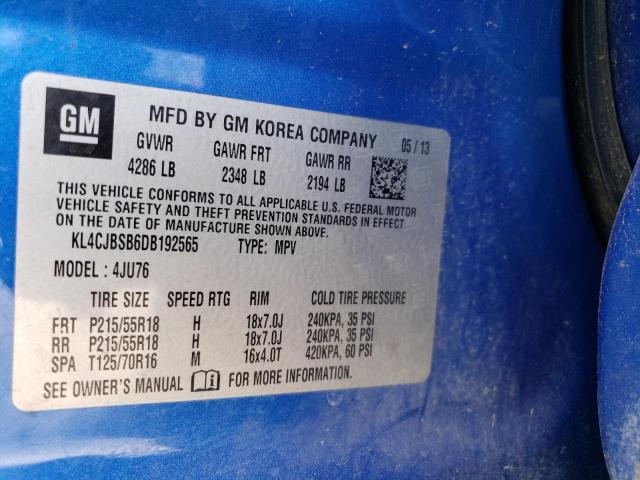 GM
MFD BY GM KOREA COMPANY 05 / 13
GVWR GAWR FRT GAWR RR
4286 LB 2348 LB 2194 LB
THIS VEHICLE CONFORMS TO ALL APPLICABLE U.S. FEDERAL MOTOR
VEHICLE SAFETY AND THEFT PREVENTION STANDARDS IN EFFECT
ON THE DATE OF MANUFACTURE SHOWN ABOVE.
KL4CJBSB6DB192565 TYPE: MPV
MODEL : 4JU76
TIRE SIZE SPEED RTG RIM COLD TIRE PRESSURE
FRT P215/55R18 H 18x7.0J 240KPA, 35 PSI
RR P215/55R18 H 18x7.0J 240KPA, 35 PSI
SPA T125/70R16 M 16x4.0T 420KPA, 60 PSI
SEE OWNER'S MANUAL FOR MORE INFORMATION.